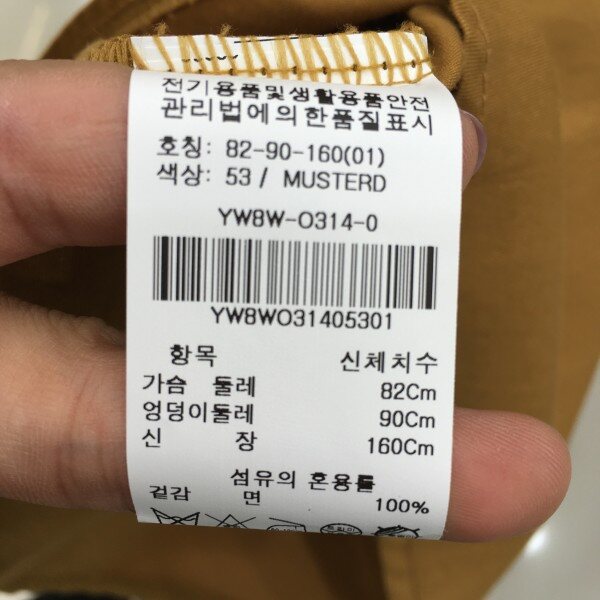 전기용품및생활용품안전
관리법에의한품질표시
호칭: 82-90-160(01)
색상: 53 / MUSTERD
YW8W-O314-0
YW8WO31405301
항목 신체치수
가슴 둘레 82Cm
엉덩이둘레 90Cm
신 장 160Cm
섬유의 혼용률
겉감 면 100%